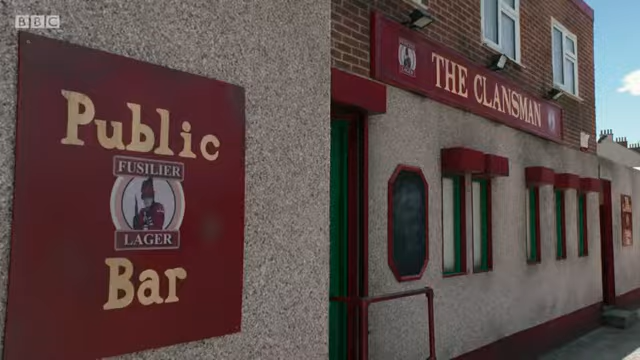 BBC
Public
FUSILIER
LAGER
Bar
THE CLANSMAN